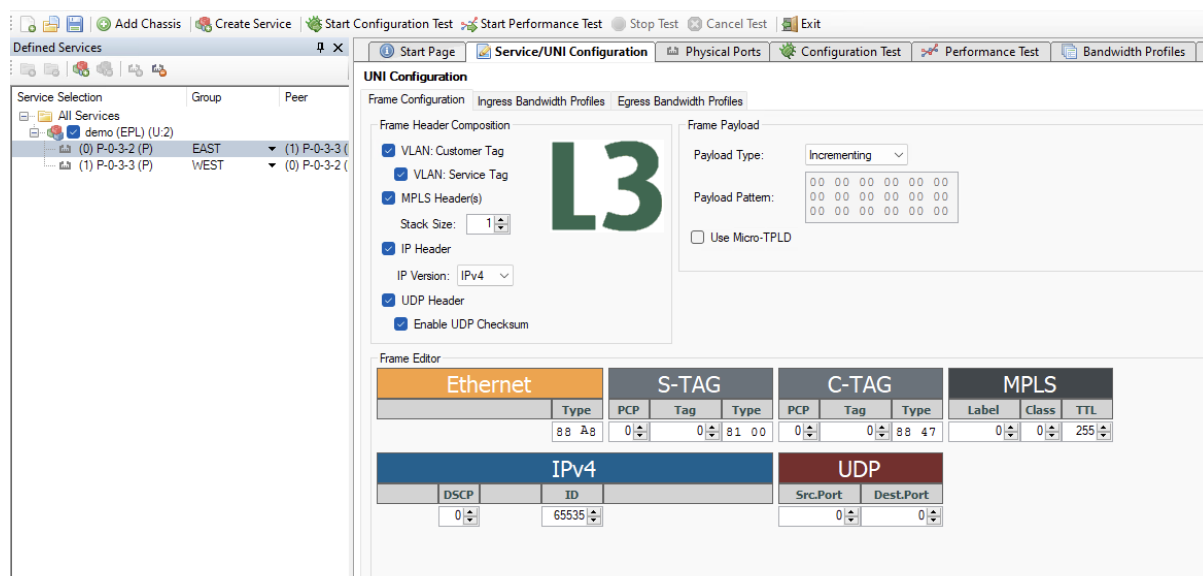 Add Chassis Create Service Start Configuration Test Start Performance Test Stop Test Cancel Test Exit
Defined Services
Start Page Service/UNI Configuration Physical Ports Configuration Test Performance Test Bandwidth Profiles
UNI Configuration
Service Selection Group Peer
All Services
demo (EPL) (U:2)
(0) P-0-3-2 (P) EAST (1) P-0-3-3 (
(1) P-0-3-3 (P) WEST (0) P-0-3-2 (
Frame Configuration Ingress Bandwidth Profiles Egress Bandwidth Profiles
Frame Header Composition
VLAN: Customer Tag
VLAN: Service Tag
MPLS Header(s)
Stack Size: 1
IP Header
IP Version: IPv4
UDP Header
Enable UDP Checksum
L3
Frame Payload
Payload Type: Incrementing
Payload Pattern:
00 00 00 00 00 00
00 00 00 00 00 00
00 00 00 00 00 00
Use Micro-TPLD
Frame Editor
Ethernet S-TAG C-TAG MPLS
Type PCP Tag Type PCP Tag Type Label Class TTL
88 A8 0 0 81 00 0 0 88 47 0 0 255
IPv4 UDP
DSCP ID Src.Port Dest.Port
0 65535 0 0